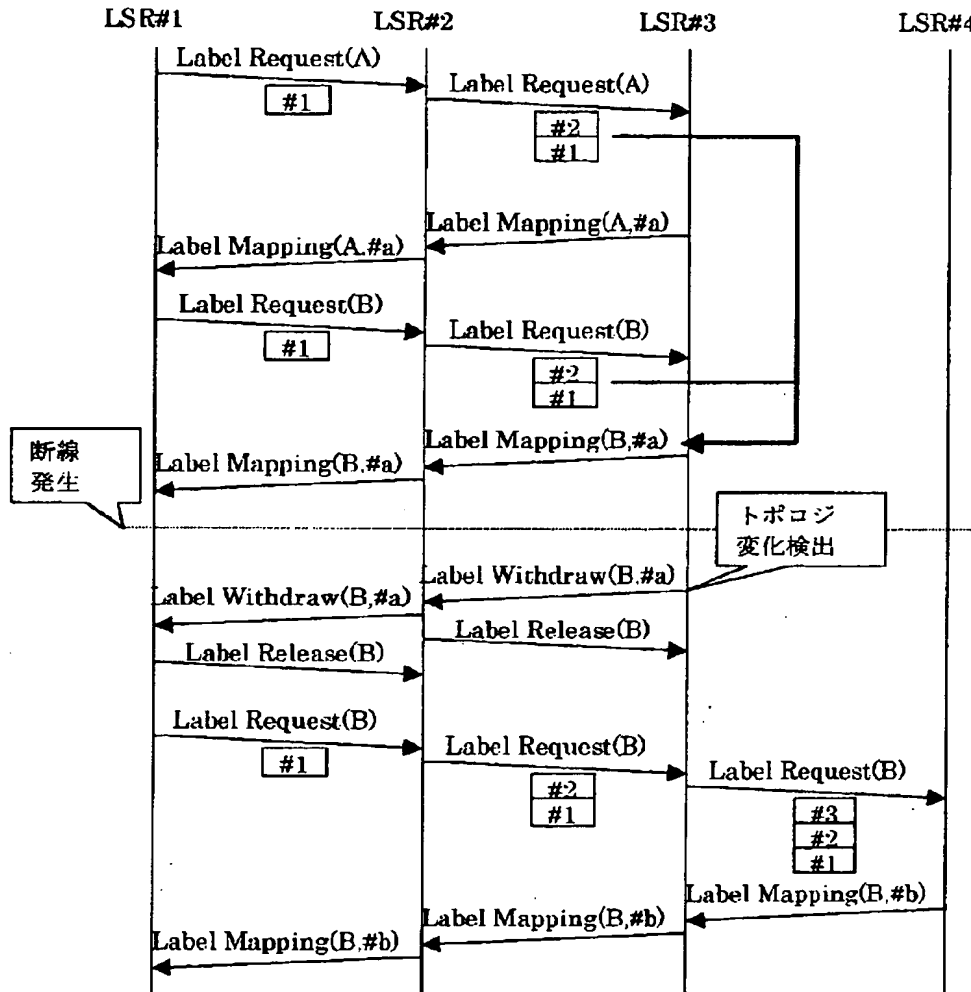 LSR#1
LSR#2
LSR#3
LSR#4
Label Request(A)
#1
Label Request(A)
#2
#1
Label Mapping(A,#a)
Label Mapping(A.#a)
Label Request(B)
#1
Label Request(B)
#2
#1
Label Mapping(B,#a)
Label Mapping(B.#a)
断線
発生
トポロジ
変化検出
Label Withdraw(B.#a)
Label Withdraw(B,#a)
Label Release(B)
Label Release(B)
Label Request(B)
#1
Label Request(B)
#2
#1
Label Request(B)
#3
#2
#1
Label Mapping(B,#b)
Label Mapping(B,#b)
Label Mapping(B.#b)